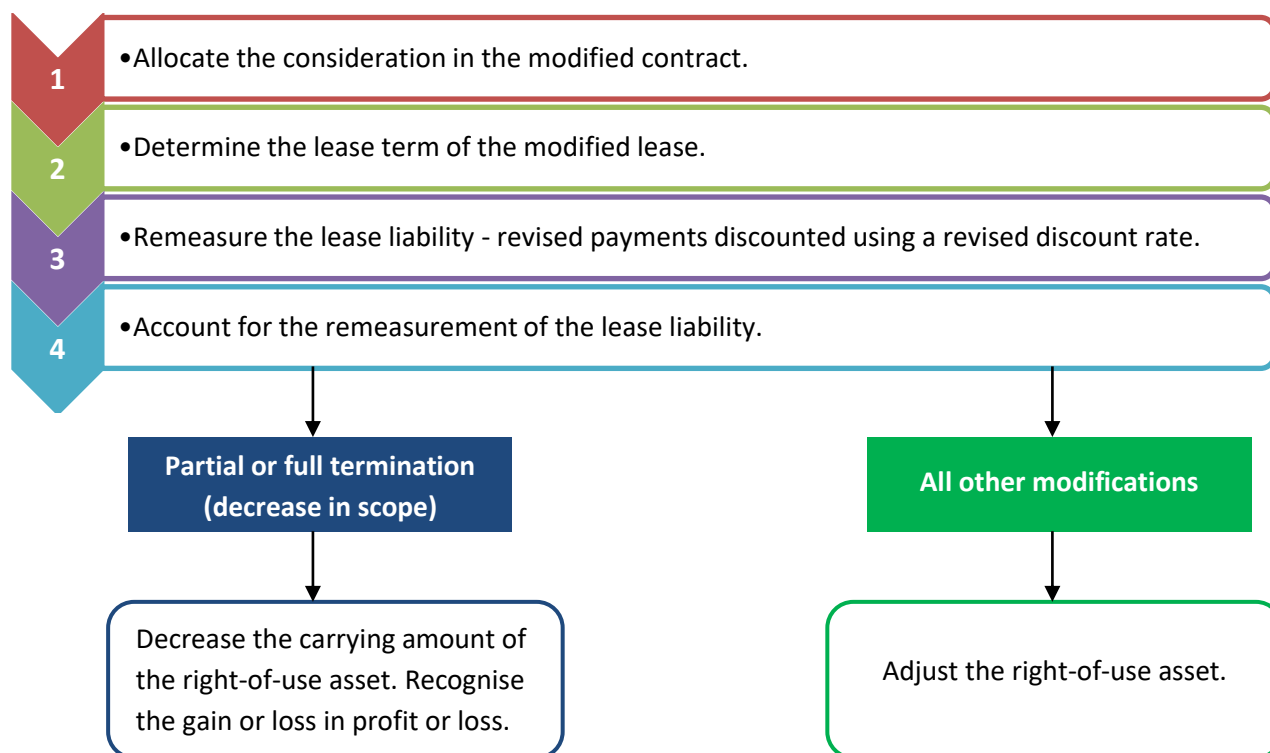 1
•Allocate the consideration in the modified contract.
2
•Determine the lease term of the modified lease.
3
•Remeasure the lease liability - revised payments discounted using a revised discount rate.
4
•Account for the remeasurement of the lease liability.
Partial or full termination
(decrease in scope)
All other modifications
Decrease the carrying amount of
the right-of-use asset. Recognise
the gain or loss in profit or loss.
Adjust the right-of-use asset.